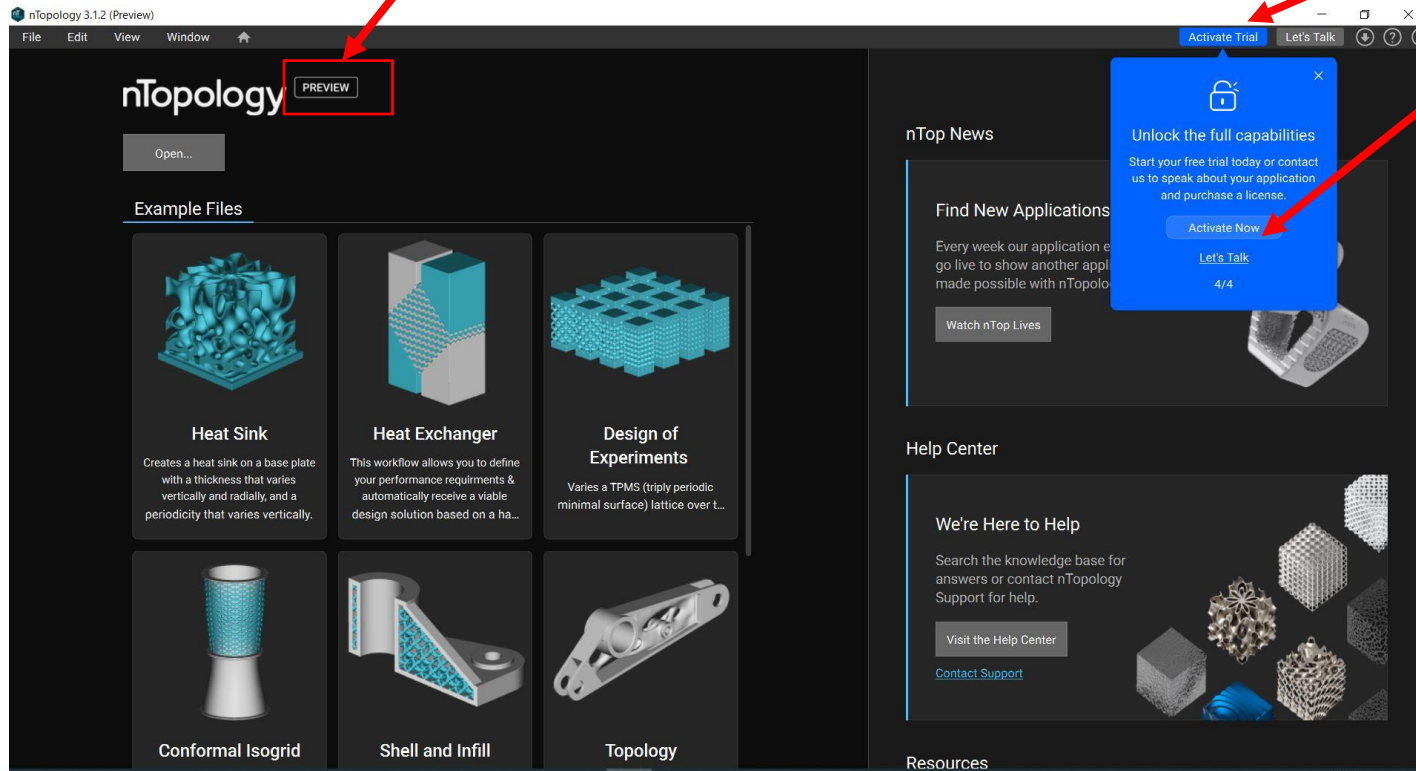 nTopology 3.1.2 (Preview)
File Edit View Window
Activate Trial Let's Talk
nTopology PREVIEW
Open...
Example Files
Heat Sink
Creates a heat sink on a base plate
with a thickness that varies
vertically and radially, and a
periodicity that varies vertically.
Heat Exchanger
This workflow allows you to define
your performance requirments &
automatically receive a viable
design solution based on a ha...
Design of
Experiments
Varies a TPMS (triply periodic
minimal surface) lattice over t...
Conformal Isogrid
Shell and Infill
Topology
nTop News
Find New Applications
Every week our application e
go live to show another appli
made possible with nTopolo
Watch nTop Lives
Unlock the full capabilities
Start your free trial today or contact
us to speak about your application
and purchase a license.
Activate Now
Let's Talk
4/4
Help Center
We're Here to Help
Search the knowledge base for
answers or contact nTopology
Support for help.
Visit the Help Center
Contact Support
Resources